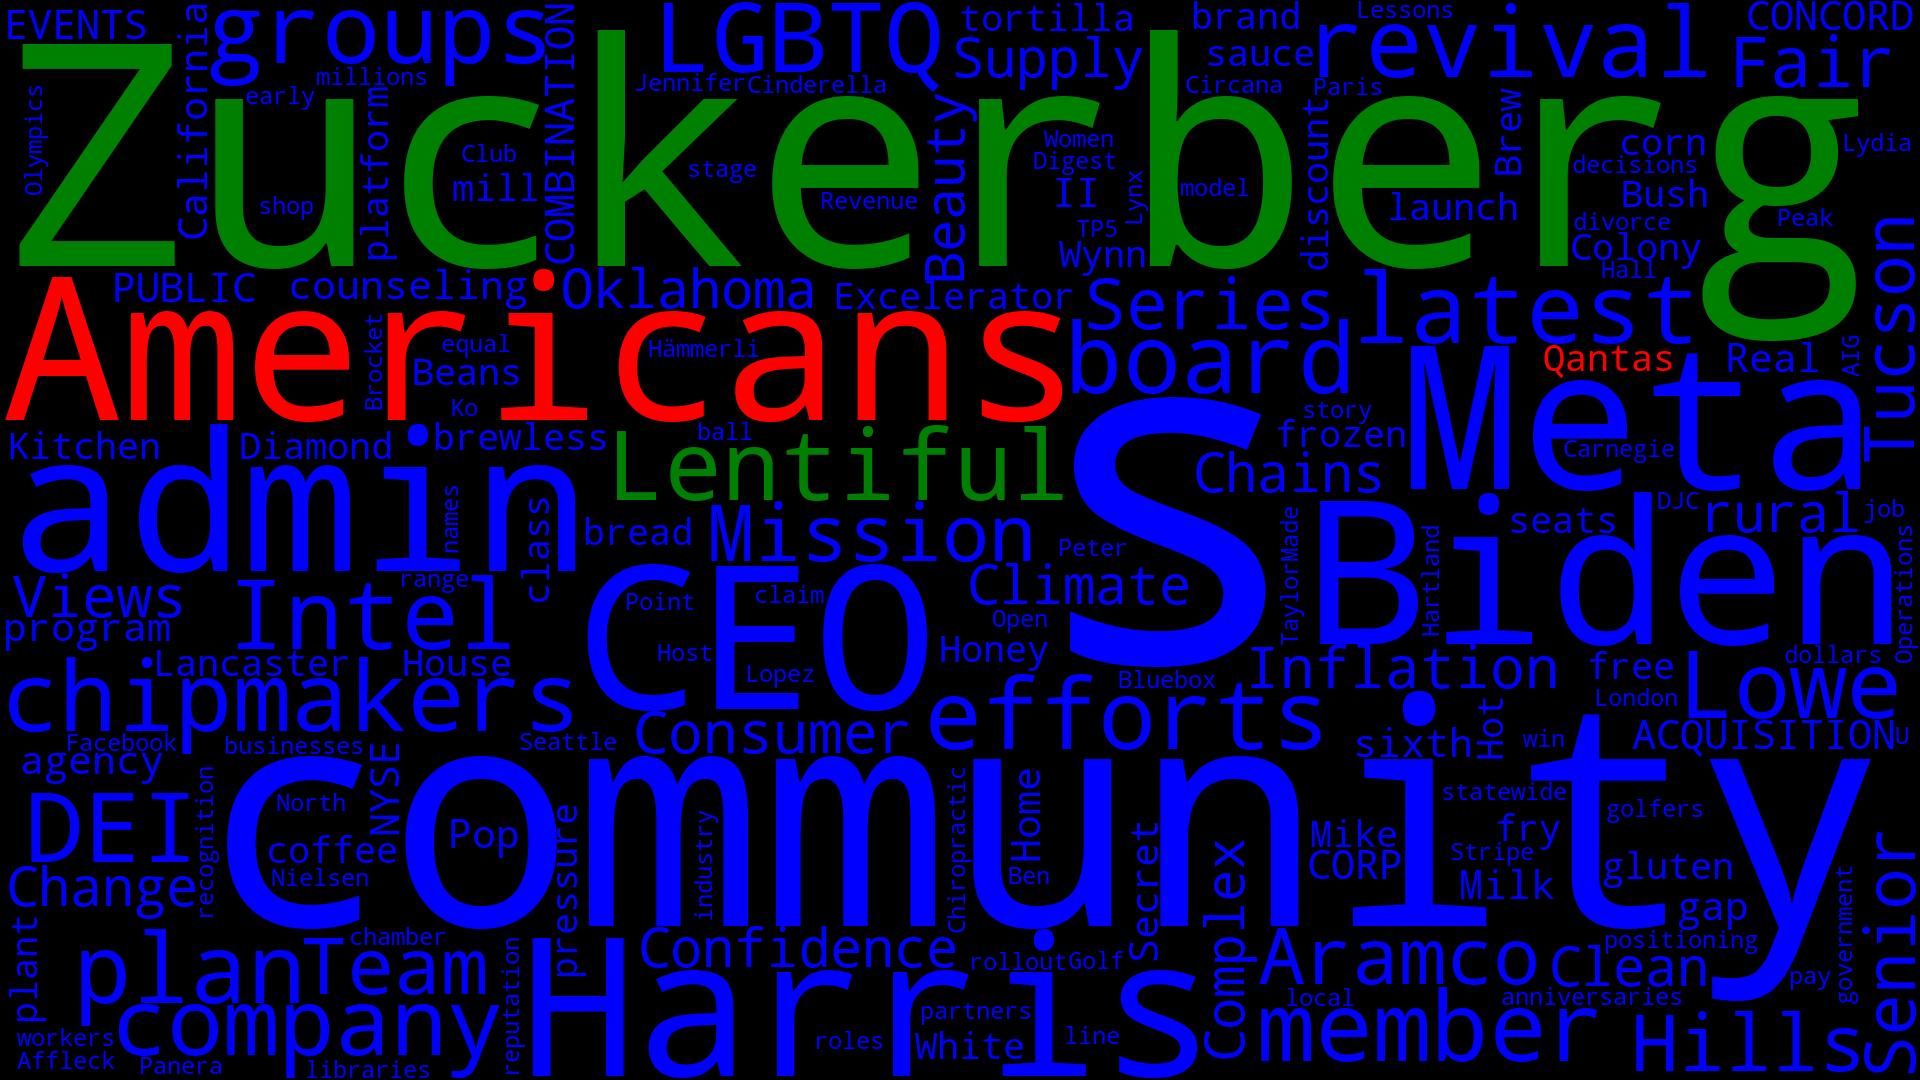 EVENTS
California
groups
COMBINATION
LGBTQ
tortilla
Supply
brand
sauce
Lessons
revival
CONCORD
Fair
Zuckerberg
Olympics
early
millions
platform
Jennifer
Cinderella
Circana
Paris
shop
Club
mill
stage
Revenue
Beauty
Women
Digest
II
Lynx
TP5
Wynn
model
discount
launch
Brew
corn
decisions
Bush
divorce
Colony
Hall
Peak
Lydia
Tucson
PUBLIC
counseling
Oklahoma
Excelerator
Series
latest
Americans
Brocket
equal
Beans
Ko
Hämmerli
board
Qantas
Real
AIG
Meta
Kitchen
Diamond
brewless
ball
Lentiful
story
frozen
Chains
Carnegie
admin
names
class
bread
Mission
Peter
S
TaylorMade
Biden
Hartland
seats
DJC
rural
job
Operations
Views
program
range
Intel
CEO
Point
claim
Climate
Open
Honey
Host
Lopez
Lancaster
House
chipmakers
Bluebox
Inflation
free
London
dollars
Lowe
efforts
Consumer
Seattle
Facebook
agency
businesses
NYSE
sixth
Hot
win
ACQUISITION
U
community
DEI
recognition
North
coffee
Nielsen
Pop
pressure
industry
Chiropractic
Home
Ben
Secret
Complex
Mike
CORP
statewide
fry
Stripe
Milk
golfers
gluten
gap
government
Senior
Change
plant
plan
Team
chamber
reputation
Confidence
rollout
Golf
Aramco
Clean
positioning
pay
company
Harris
partners
White
roles
line
local
anniversaries
member
Hills
workers
Affleck
Panera
libraries